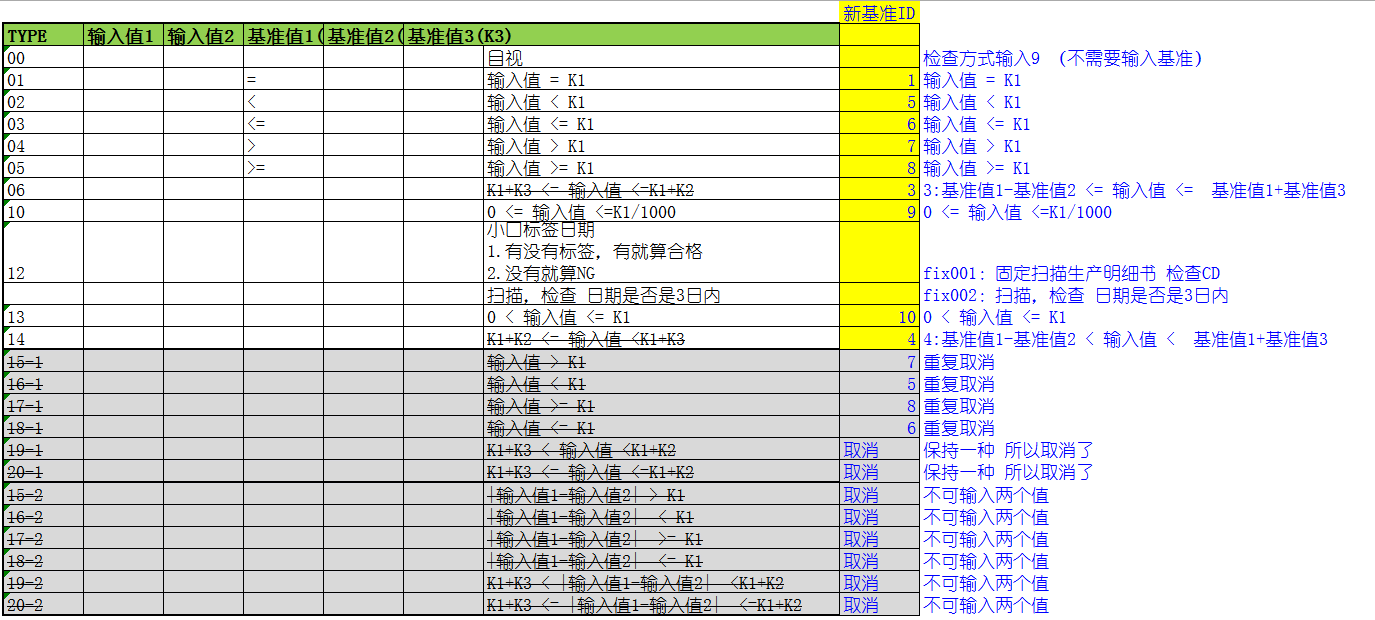 新基准ID
TYPE 输入值1 输入值2 基准值1( 基准值2( 基准值3(K3)
00 目视 检查方式输入9 (不需要输入基准)
01 = 输入值 = K1 1 输入值 = K1
02 < 输入值 < K1 5 输入值 < K1
03 <= 输入值 <= K1 6 输入值 <= K1
04 > 输入值 > K1 7 输入值 > K1
05 >= 输入值 >= K1 8 输入值 >= K1
06 K1+K3 <= 输入值 <=K1+K2 3 3:基准值1-基准值2 <= 输入值 <= 基准值1+基准值3
10 0 <= 输入值 <=K1/1000 9 0 <= 输入值 <=K1/1000
小口标签日期
1.有没有标签，有就算合格
12 2.没有就算NG fix001: 固定扫描生产明细书 检查CD
扫描，检查 日期是否是3日内 fix002: 扫描，检查 日期是否是3日内
13 0 < 输入值 <= K1 10 0 < 输入值 <= K1
14 K1+K2 <= 输入值 <K1+K3 4 4:基准值1-基准值2 < 输入值 < 基准值1+基准值3
15-1 输入值 > K1 7 重复取消
16-1 输入值 < K1 5 重复取消
17-1 输入值 >= K1 8 重复取消
18-1 输入值 <= K1 6 重复取消
19-1 K1+K3 < 输入值 <K1+K2 取消 保持一种 所以取消了
20-1 K1+K3 <= 输入值 <=K1+K2 取消 保持一种 所以取消了
15-2 |输入值1-输入值2| > K1 取消 不可输入两个值
16-2 |输入值1-输入值2| < K1 取消 不可输入两个值
17-2 |输入值1-输入值2| >= K1 取消 不可输入两个值
18-2 |输入值1-输入值2| <= K1 取消 不可输入两个值
19-2 K1+K3 < |输入值1-输入值2| <K1+K2 取消 不可输入两个值
20-2 K1+K3 <= |输入值1-输入值2| <=K1+K2 取消 不可输入两个值